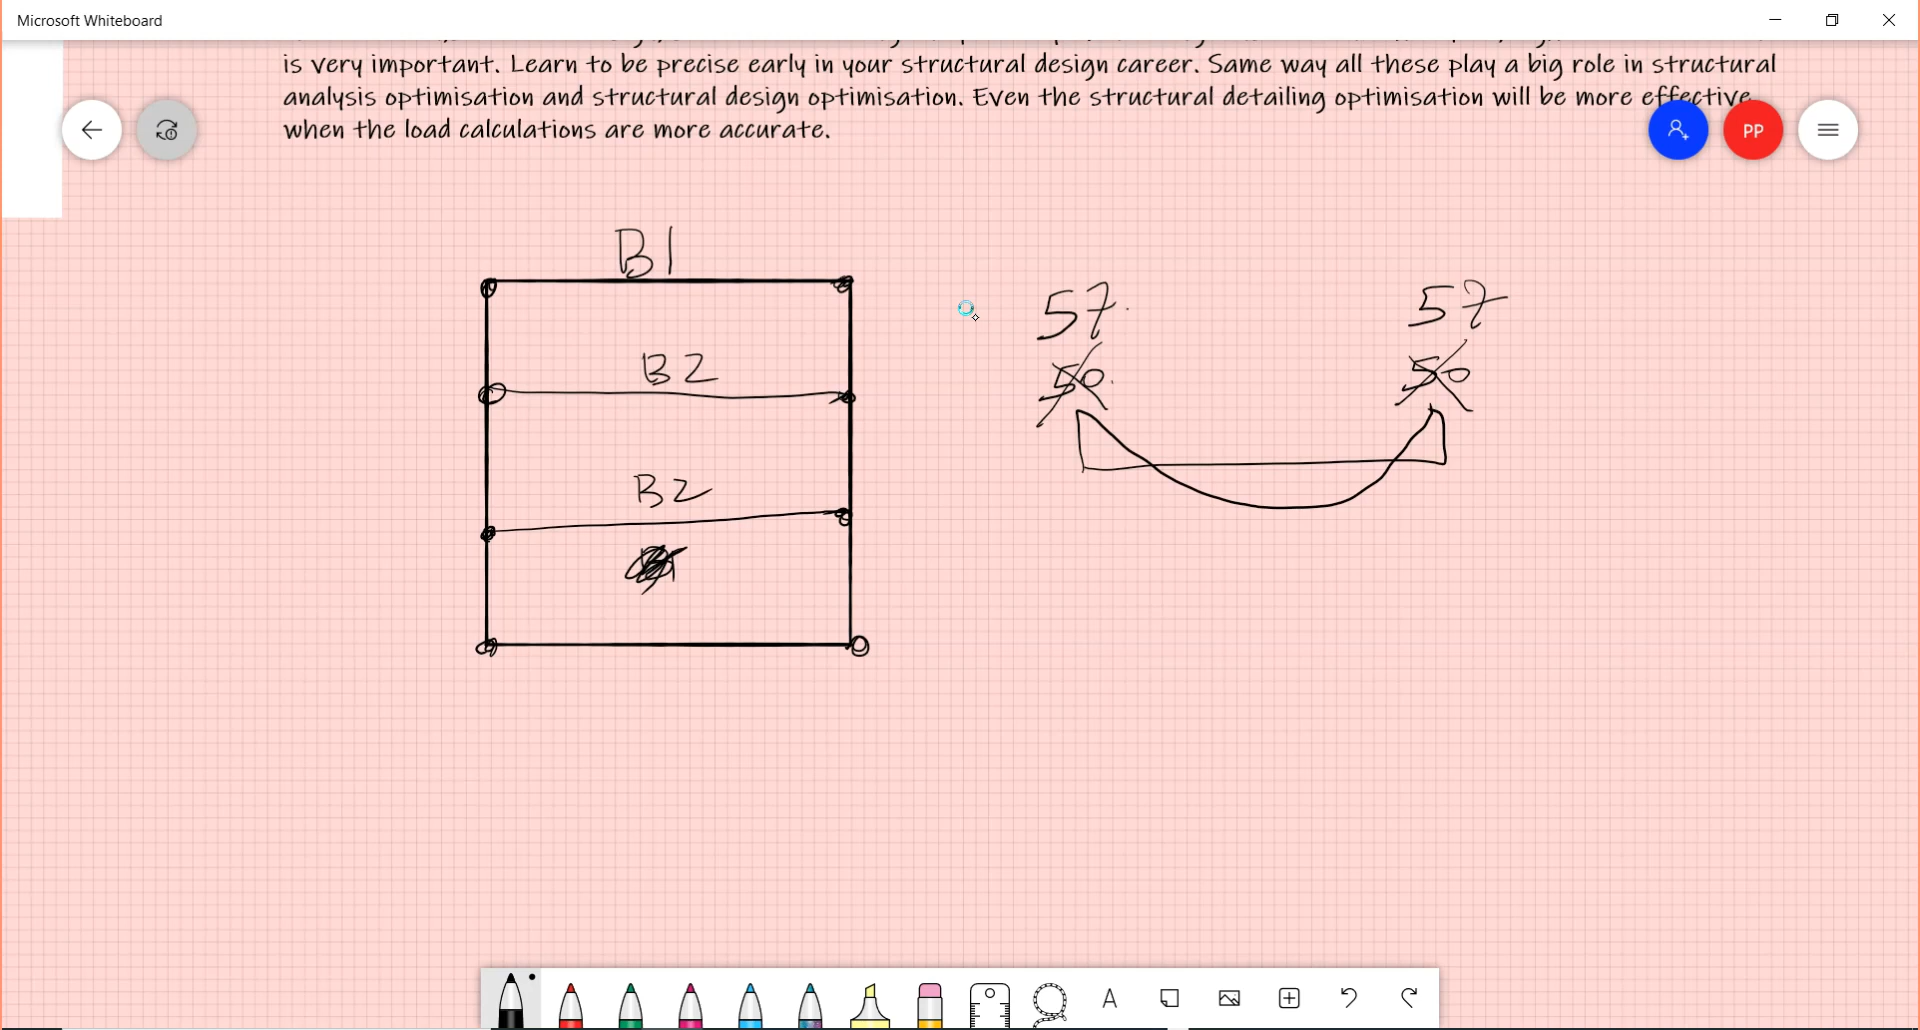 Microsoft Whiteboard
is very important. Learn to be precise early in your structural design career. Same way all these play a big role in structural
analysis optimisation and structural design optimisation. Even the structural detailing optimisation will be more effective
when the load calculations are more accurate.
PP
B1
57
57
B2
50
50
B2
A